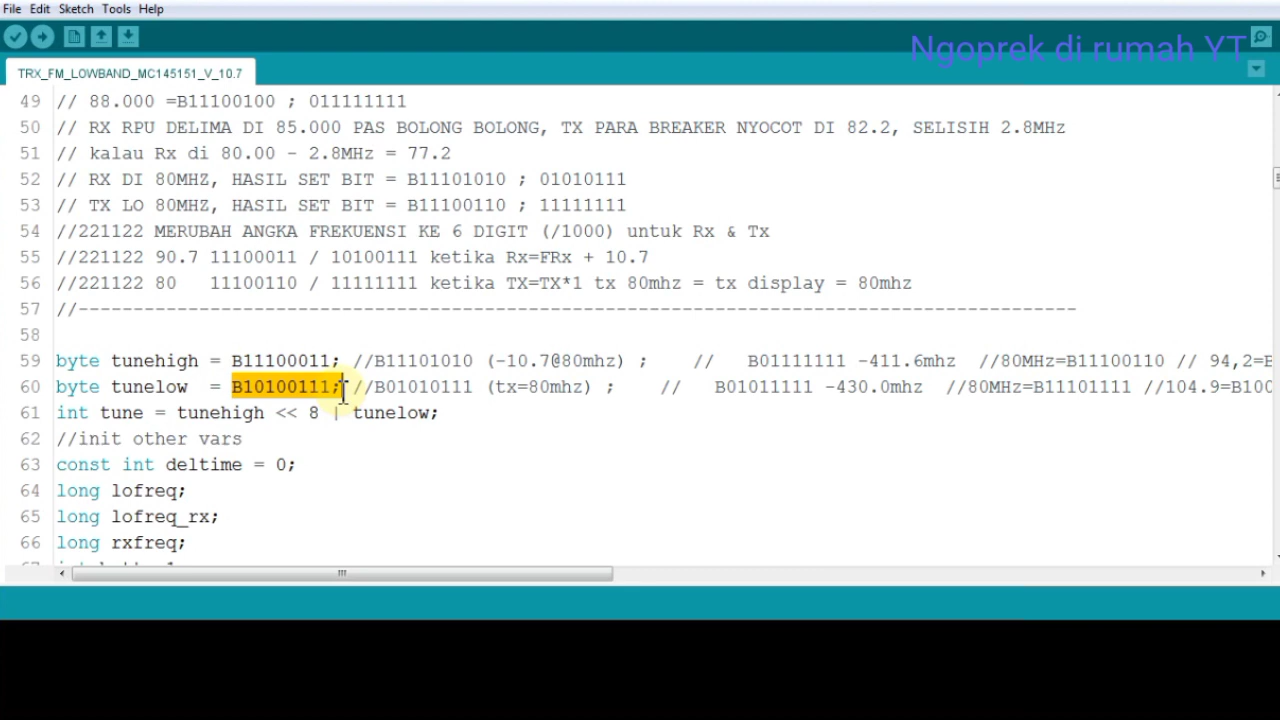 File Edit Sketch Tools Help
Ngoprek di rumah YT
TRX_FM_LOWBAND_MC145151_V_10.7
49 // 88.000 =B11100100 ; 011111111
50 // RX RPU DELIMA DI 85.000 PAS BOLONG BOLONG, TX PARA BREAKER NYOCOT DI 82.2, SELISIH 2.8MHz
51 // kalau Rx di 80.00 - 2.8MHz = 77.2
52 // RX DI 80MHZ, HASIL SET BIT = B11101010 ; 01010111
53 // TX LO 80MHZ, HASIL SET BIT = B11100110 ; 11111111
54 //221122 MERUBAH ANGKA FREKUENSI KE 6 DIGIT (/1000) untuk Rx & Tx
55 //221122 90.7 11100011 / 10100111 ketika Rx=FRx + 10.7
56 //221122 80 11100110 / 11111111 ketika TX=TX*1 tx 80mhz = tx display = 80mhz
57 //---------------------------------------------------------------------------------------------
58
59 byte tunehigh = B11100011; //B11101010 (-10.7@80mhz) ; // B01111111 -411.6mhz //80MHz=B11100110 // 94,2=B
60 byte tunelow = B10100111; //B01010111 (tx=80mhz) ; // B01011111 -430.0mhz //80MHz=B11101111 //104.9=B100
61 int tune = tunehigh << 8 | tunelow;
62 //init other vars
63 const int deltime = 0;
64 long lofreq;
65 long lofreq_rx;
66 long rxfreq;